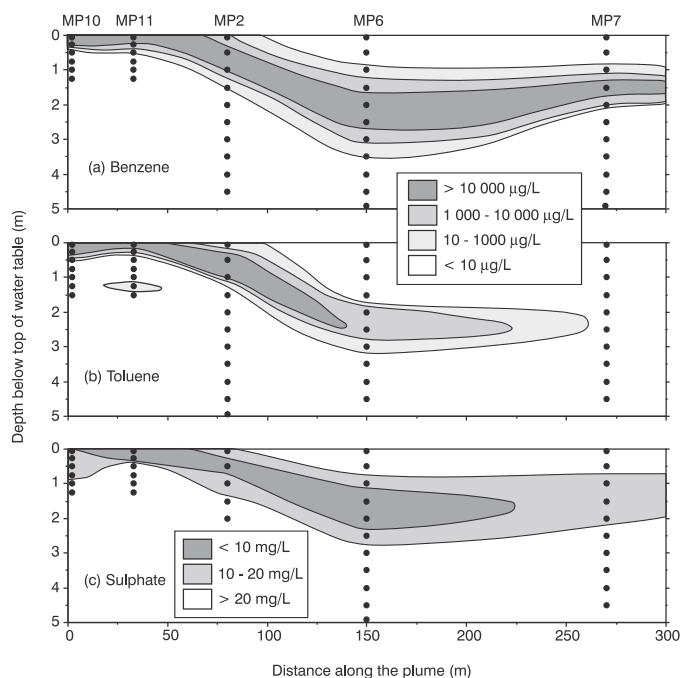 MP10 MP11 MP2 MP6 MP7
0
1
2
3
4
5
(a) Benzene
> 10 000 µg/L
1 000 - 10 000 µg/L
10 - 1000 µg/L
< 10 µg/L
0
1
2
3
4
5
(b) Toluene
Depth below top of water table (m)
0
1
2
3
4
5
(c) Sulphate
< 10 mg/L
10 - 20 mg/L
> 20 mg/L
0 50 100 150 200 250 300
Distance along the plume (m)